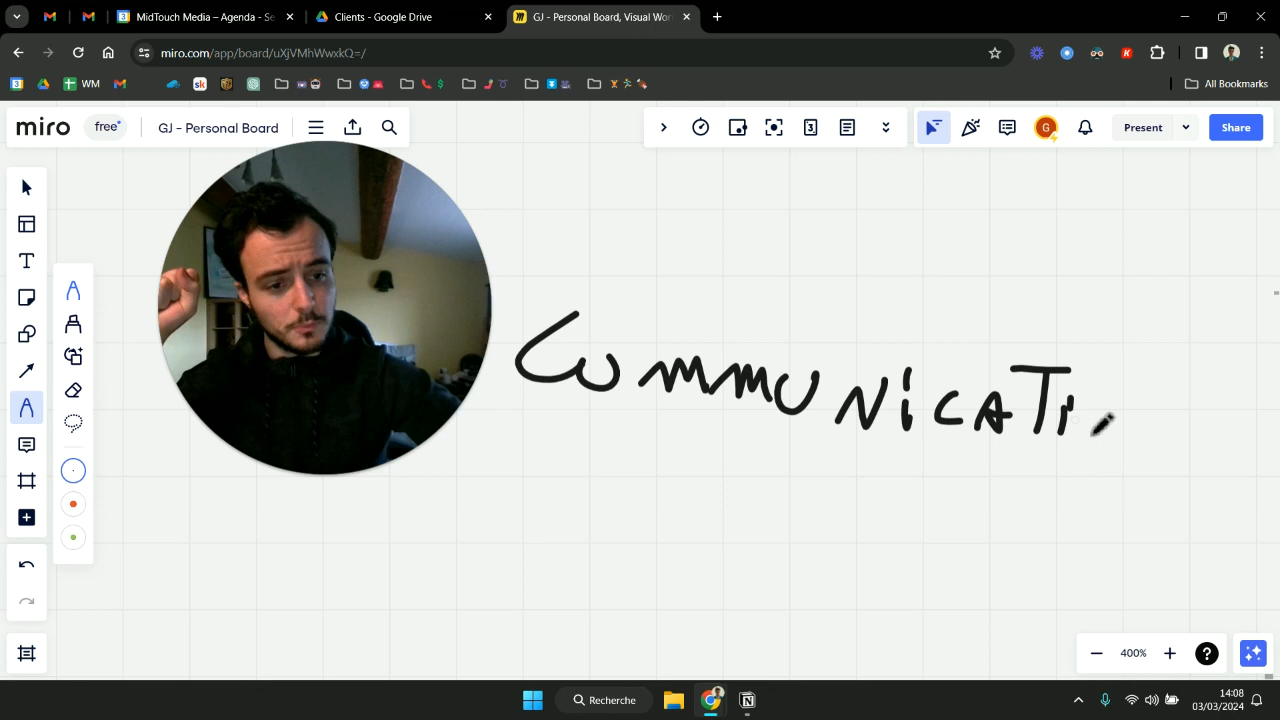 MidTouch Media – Agenda - Se
Clients - Google Drive
GJ - Personal Board, Visual Wor
miro.com/app/board/uXjVMhWwxkQ=/
WM
All Bookmarks
miro free GJ - Personal Board
Present
Share
COMMUNICATI
400%
Recherche
14:08
03/03/2024